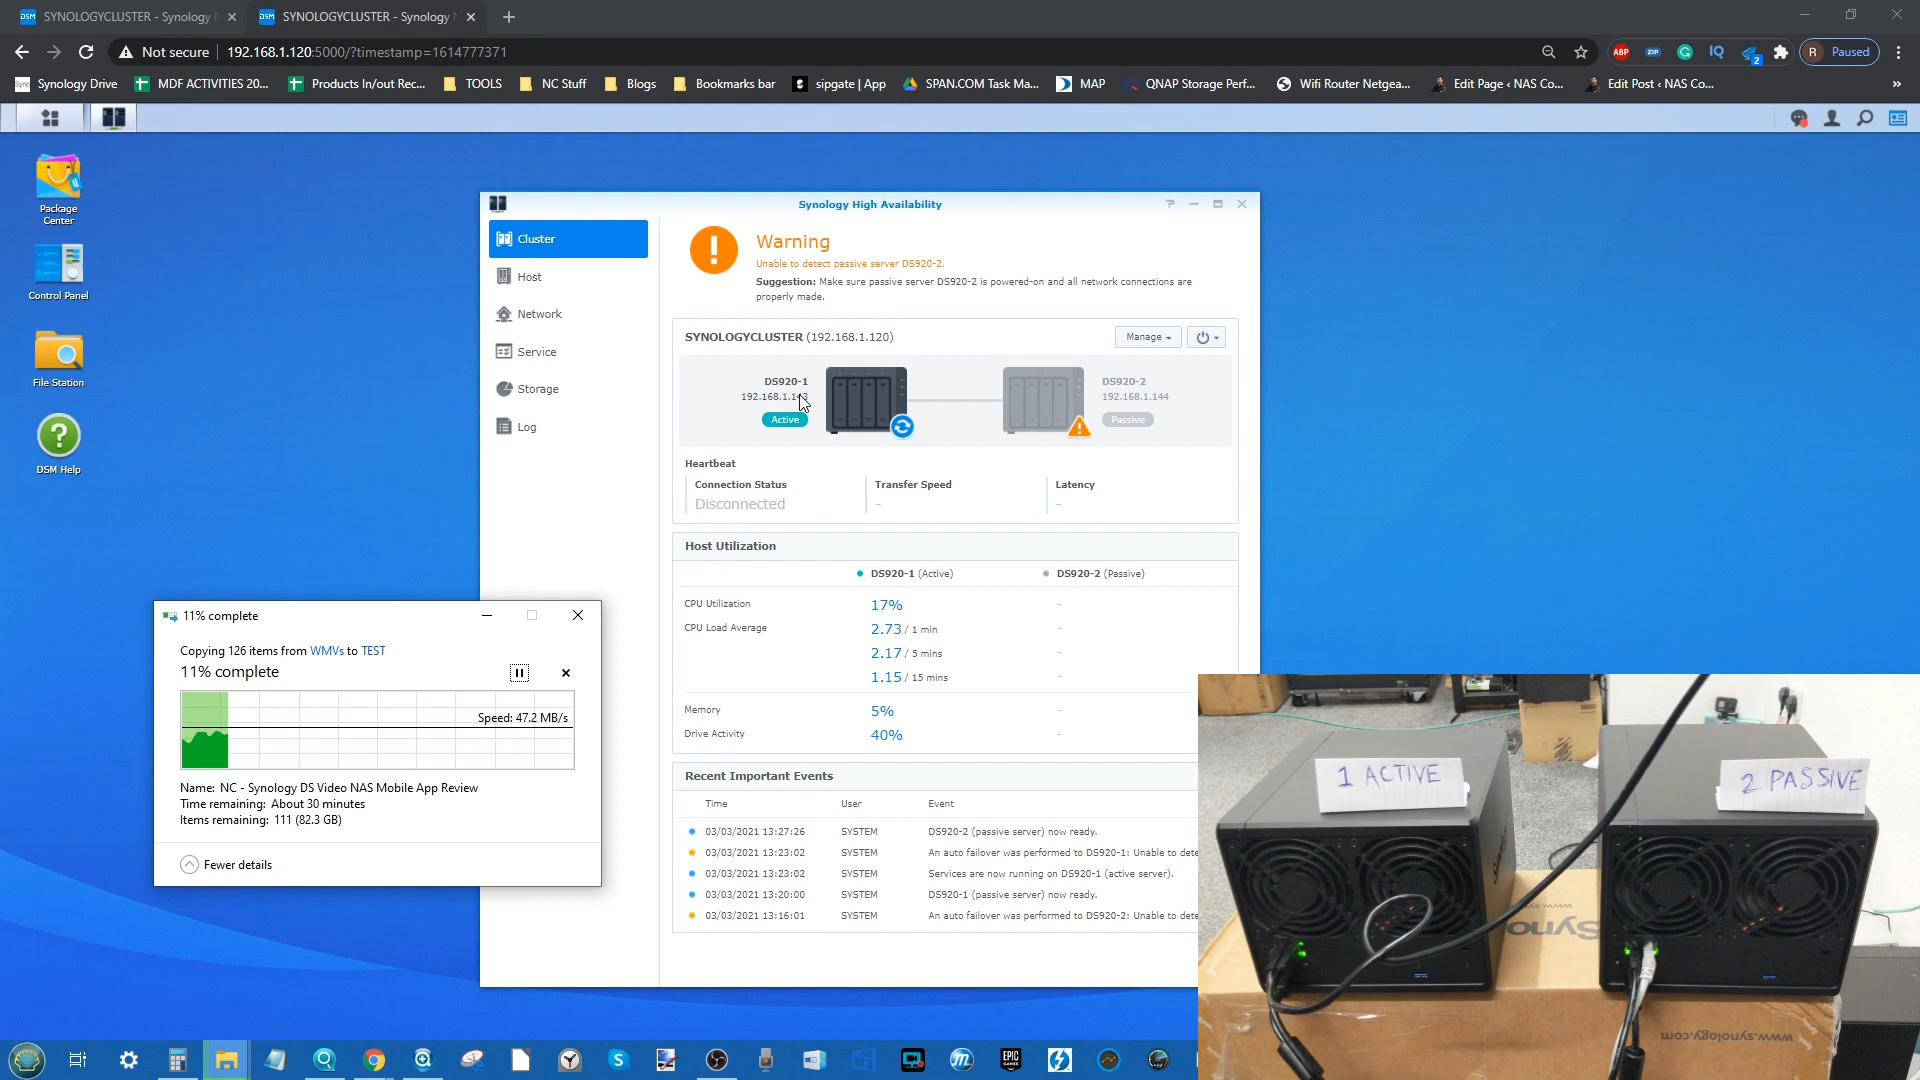 SYNOLOGYCLUSTER - Synology
SYNOLOGYCLUSTER - Synology
Not secure
192.168.1.120:5000/?timestamp=1614777371
ABP
ZIP
IQ
2
R Paused
Synology Drive
MDF ACTIVITIES 20...
Products In/out Rec...
TOOLS
NC Stuff
Blogs
Bookmarks bar
sipgate | App
SPAN.COM Task Ma...
MAP
QNAP Storage Perf...
Wifi Router Netgea...
Edit Page ‹ NAS Co...
Edit Post ‹ NAS Co...
»
Package
Center
Control Panel
File Station
DSM Help
Synology High Availability
Cluster
Host
Network
Service
Storage
Log
Warning
Unable to detect passive server DS920-2.
Suggestion: Make sure passive server DS920-2 is powered-on and all network connections are
properly made.
SYNOLOGYCLUSTER (192.168.1.120)
Manage
DS920-1
192.168.1.143
Active
DS920-2
192.168.1.144
Passive
Heartbeat
Connection Status
Transfer Speed
Latency
Disconnected
-
-
Host Utilization
DS920-1 (Active)
DS920-2 (Passive)
CPU Utilization
17%
-
CPU Load Average
2.73 / 1 min
-
2.17 / 5 mins
-
1.15 / 15 mins
-
Memory
5%
-
Drive Activity
40%
-
Recent Important Events
Time
User
Event
03/03/2021 13:27:26
SYSTEM
DS920-2 (passive server) now ready.
03/03/2021 13:23:02
SYSTEM
An auto failover was performed to DS920-1: Unable to dete
03/03/2021 13:23:02
SYSTEM
Services are now running on DS920-1 (active server).
03/03/2021 13:20:00
SYSTEM
DS920-1 (passive server) now ready.
03/03/2021 13:16:01
SYSTEM
An auto failover was performed to DS920-2: Unable to dete
11% complete
Copying 126 items from WMVs to TEST
11% complete
Speed: 47.2 MB/s
Name: NC - Synology DS Video NAS Mobile App Review
Time remaining: About 30 minutes
Items remaining: 111 (82.3 GB)
Fewer details
1 ACTIVE
2 PASSIVE
www.synology.com
EPIC
GAMES